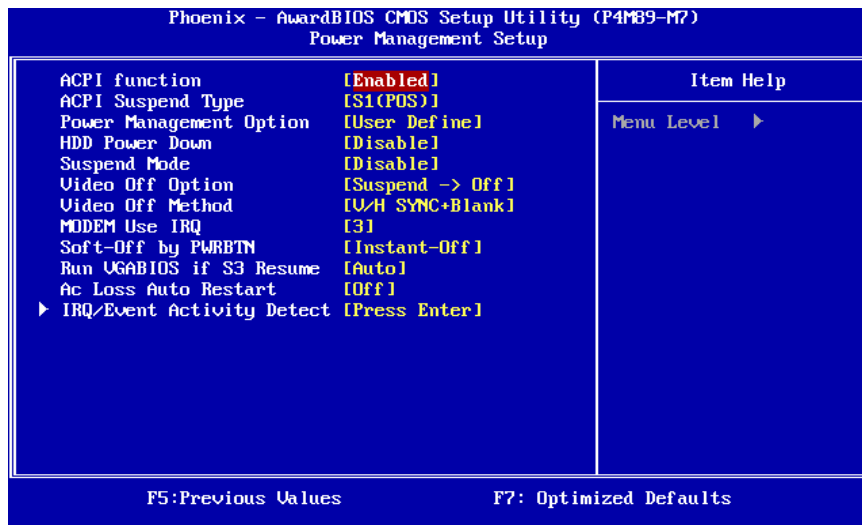 Phoenix - AwardBIOS CMOS Setup Utility (P4M89-M7)
Power Management Setup
ACPI function [Enabled]
ACPI Suspend Type [S1(POS)]
Power Management Option [User Define]
HDD Power Down [Disable]
Suspend Mode [Disable]
Video Off Option [Suspend -> Off]
Video Off Method [V/H SYNC+Blank]
MODEM Use IRQ [3]
Soft-Off by PWRBTN [Instant-Off]
Run VGABIOS if S3 Resume [Auto]
Ac Loss Auto Restart [Off]
IRQ/Event Activity Detect [Press Enter]
Item Help
Menu Level
F5:Previous Values F7: Optimized Defaults